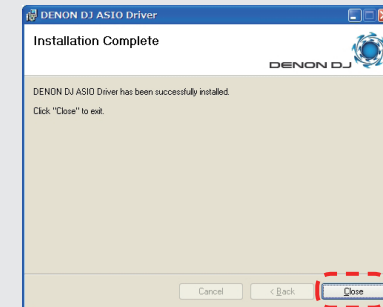 DENON DJ ASIO Driver
Installation Complete
DENON DJ
DENON DJ ASIO Driver has been successfully installed.
Click "Close" to exit.
Cancel
< Back
Close